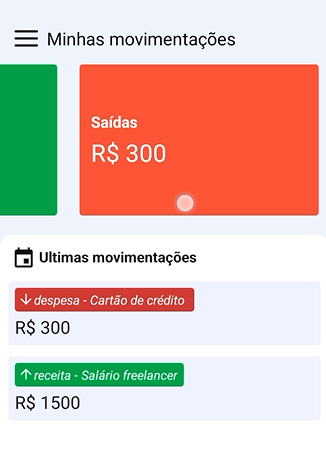 Minhas movimentações
Saídas
R$ 300
Ultimas movimentações
despesa - Cartão de crédito
R$ 300
receita - Salário freelancer
R$ 1500